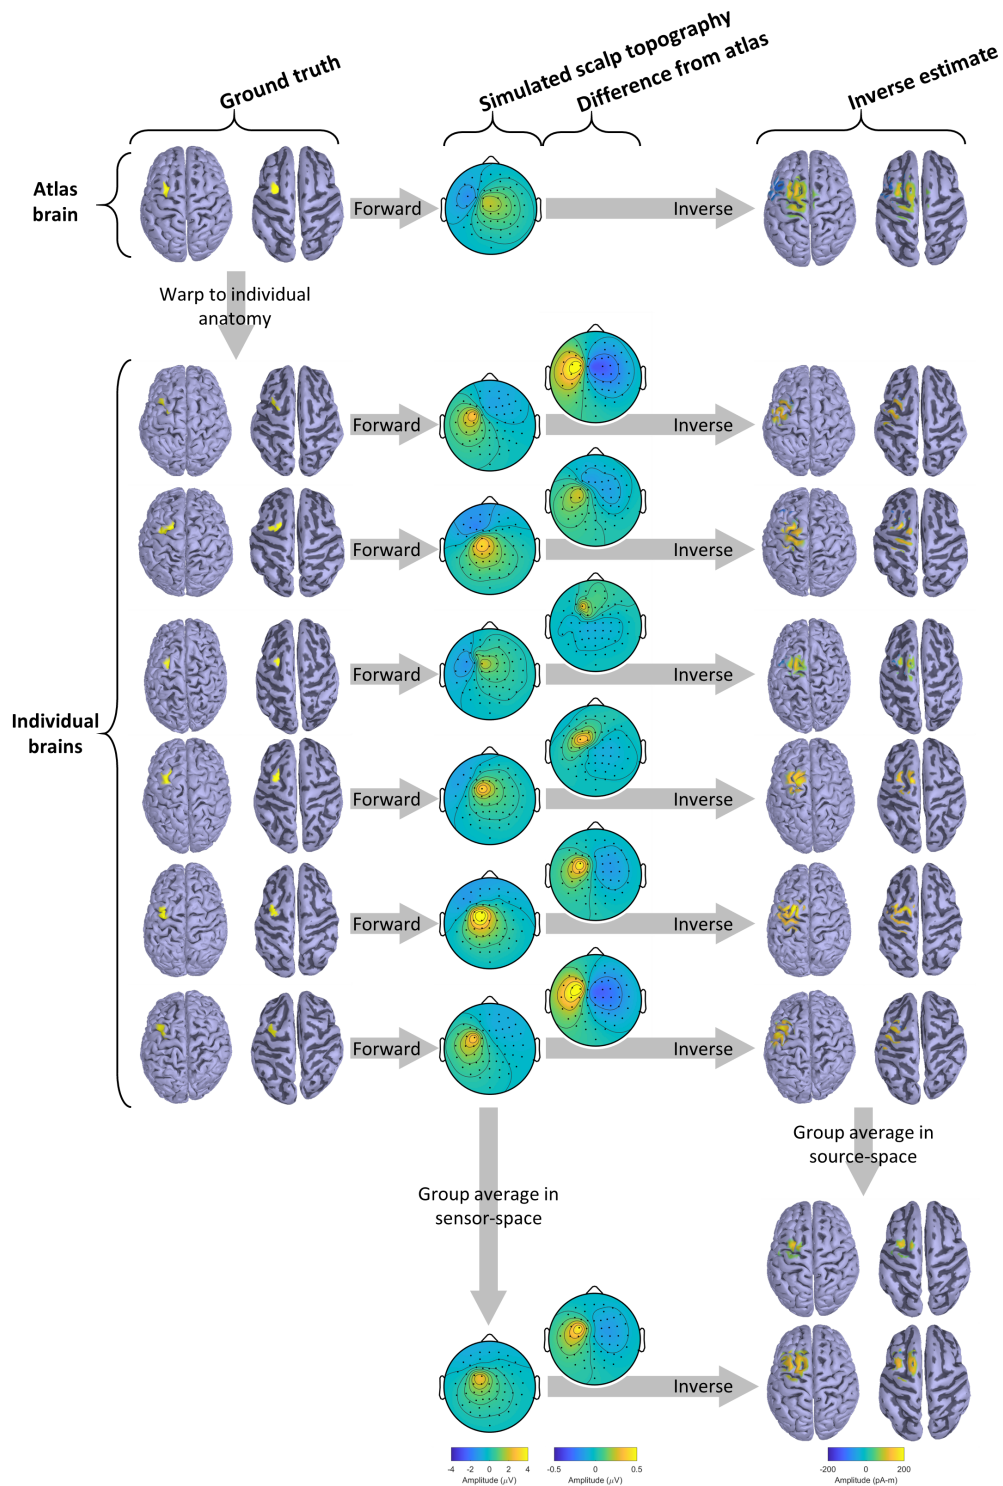 Ground truth
Simulated scalp topography
Difference from atlas
Inverse estimate
Atlas
brain
Forward
Inverse
Warp to individual
anatomy
Individual
brains
Forward
Inverse
Forward
Inverse
Forward
Inverse
Forward
Inverse
Forward
Inverse
Forward
Inverse
Group average in
source-space
Group average in
sensor-space
Inverse
-4 -2 0 2 4
Amplitude (μV)
-0.5 0 0.5
Amplitude (μV)
-200 0 200
Amplitude (pA-m)